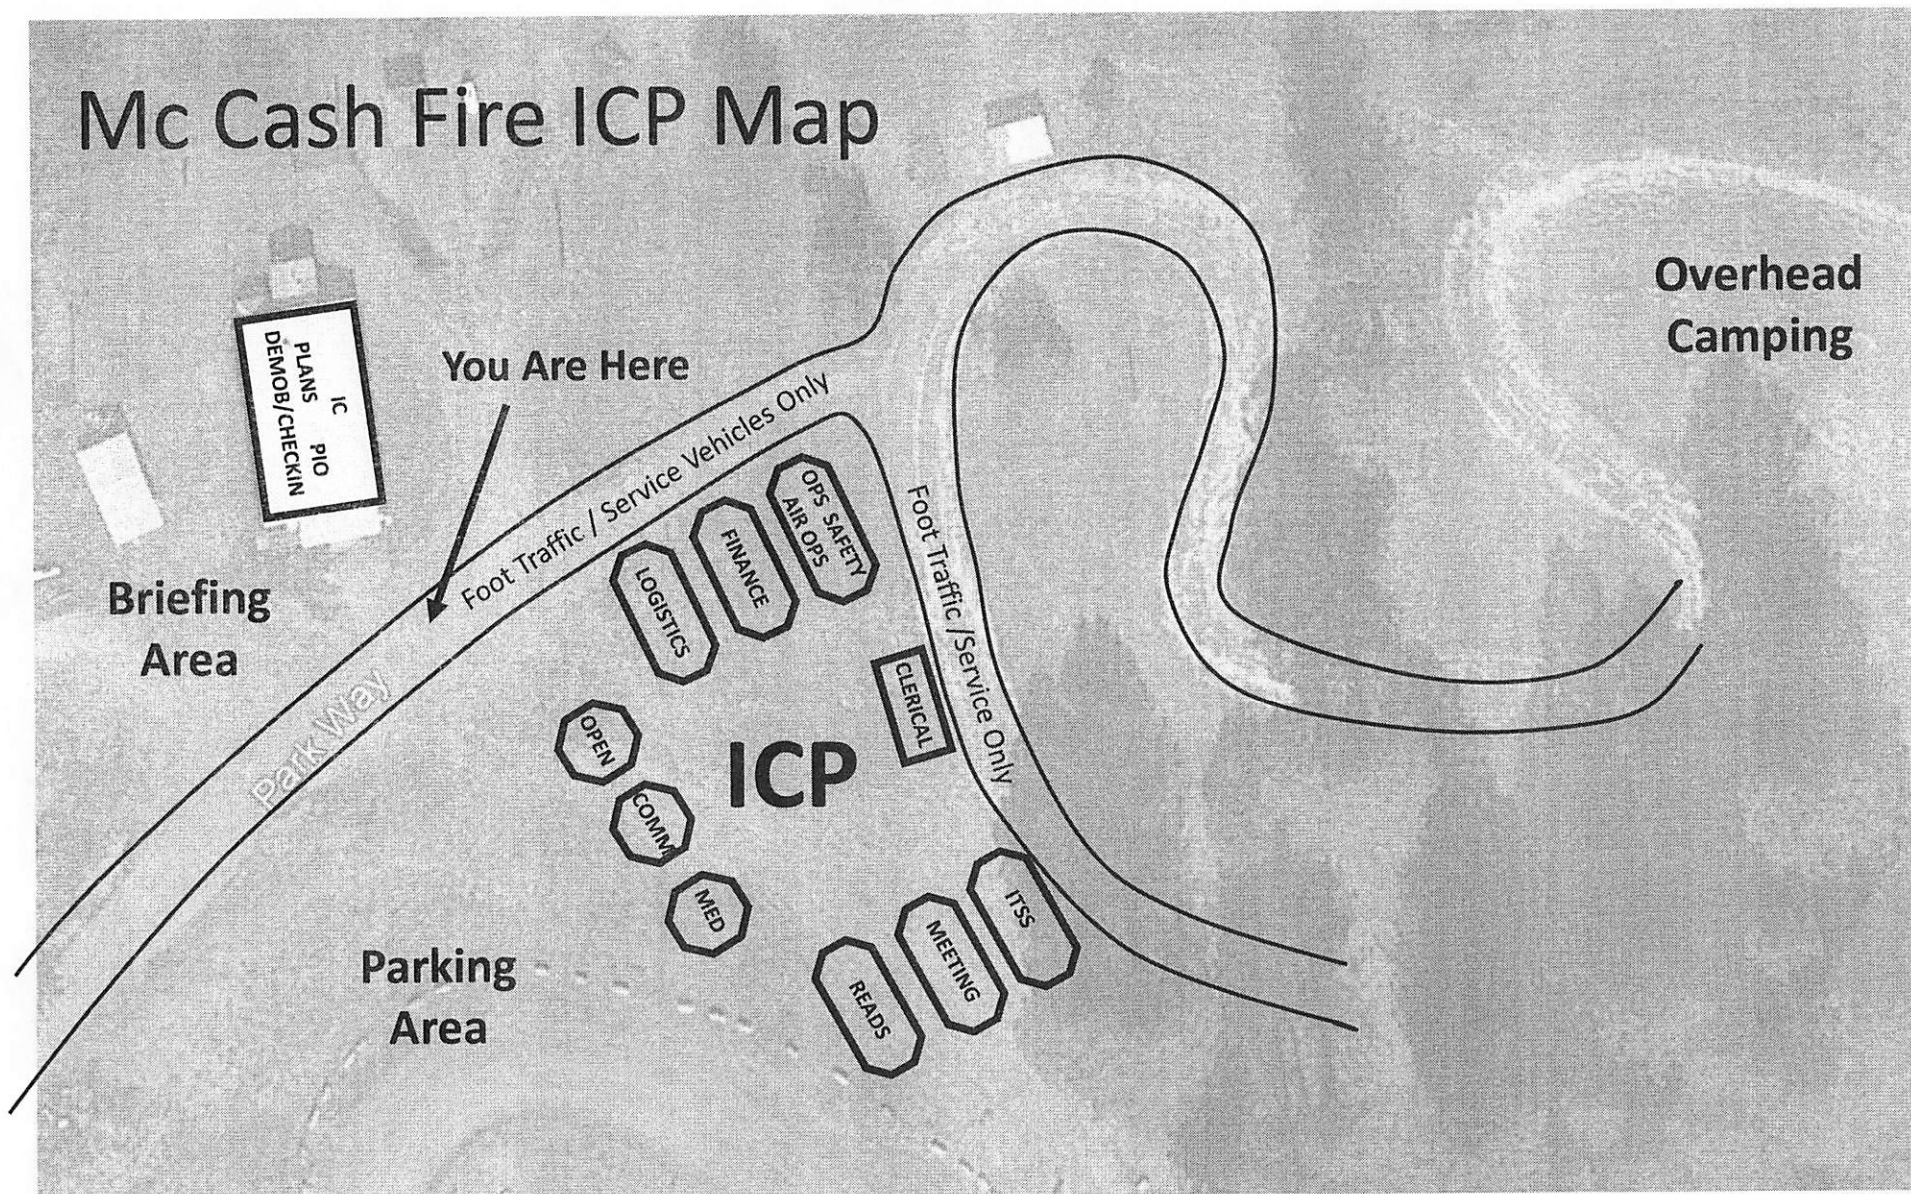 Mc Cash Fire ICP Map
Overhead
Camping
You Are Here
IC
PLANS PIO
DEMOB/CHECKIN
Foot Traffic / Service Vehicles Only
OPS SAFETY
AIR OPS
FINANCE
LOGISTICS
Foot Traffic /Service Only
Briefing
Area
Park Way
CLERICAL
OPEN
ICP
COMM
MED
ITSS
MEETING
READS
Parking
Area